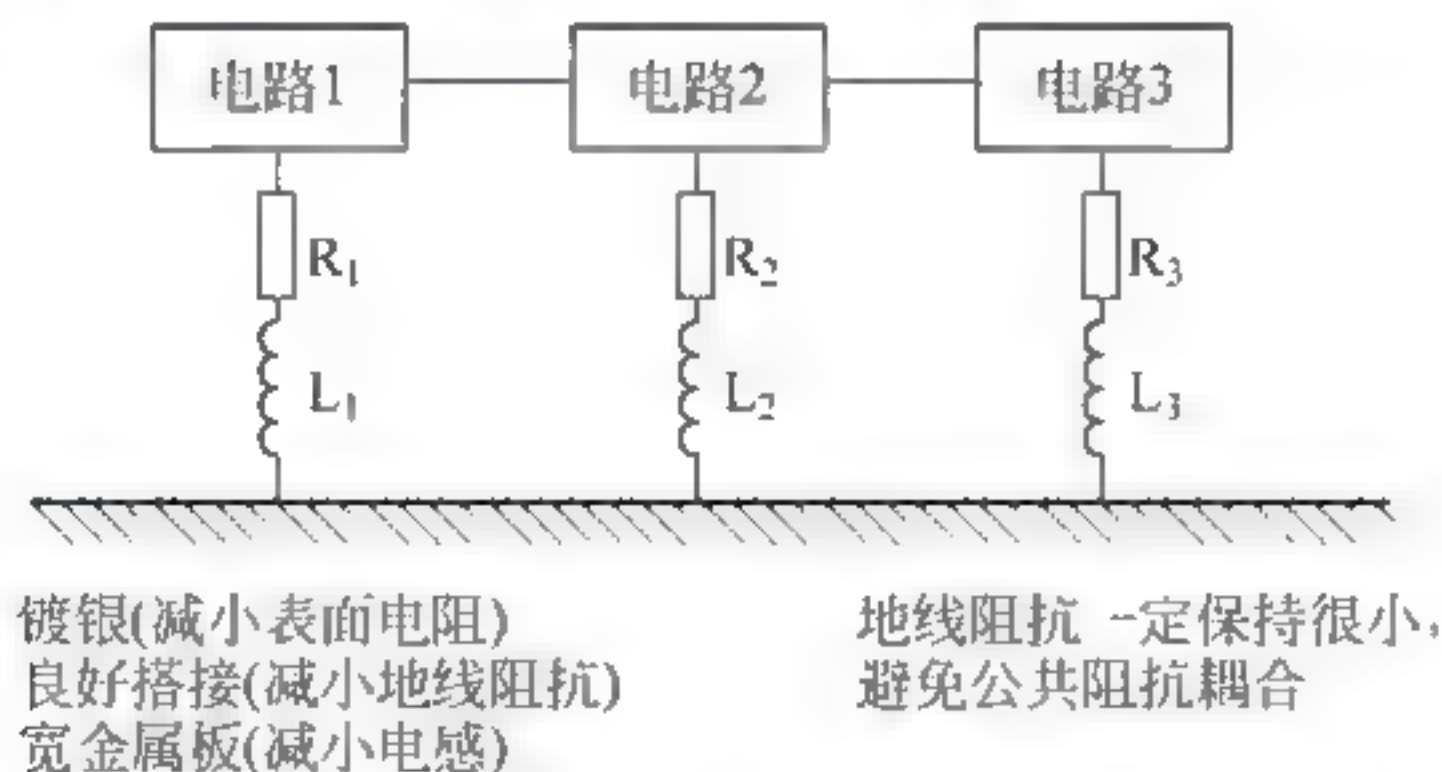 电路1 电路2 电路3
R1 R2 R3
L1 L2 L3
镀银(减小表面电阻)
良好搭接(减小地线阻抗)
宽金属板(减小电感)
地线阻抗一定保持很小,
避免公共阻抗耦合